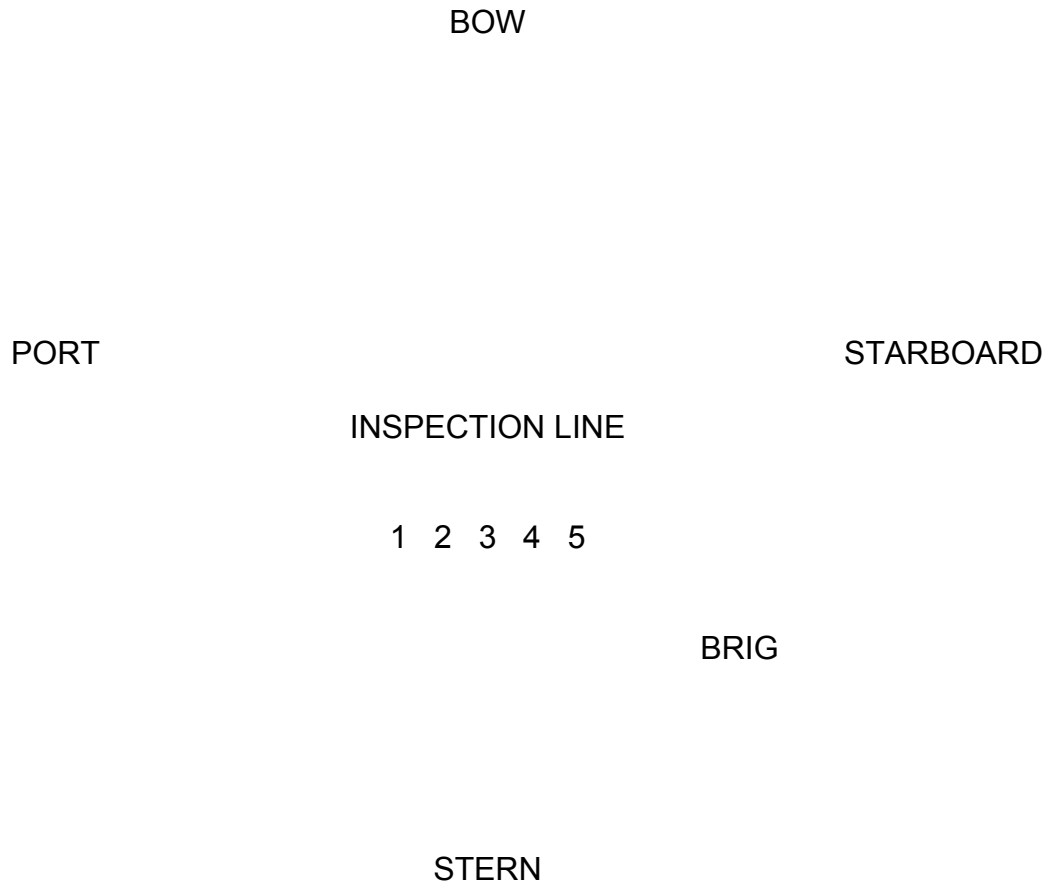 BOW
PORT STARBOARD
INSPECTION LINE
1 2 3 4 5
BRIG
STERN